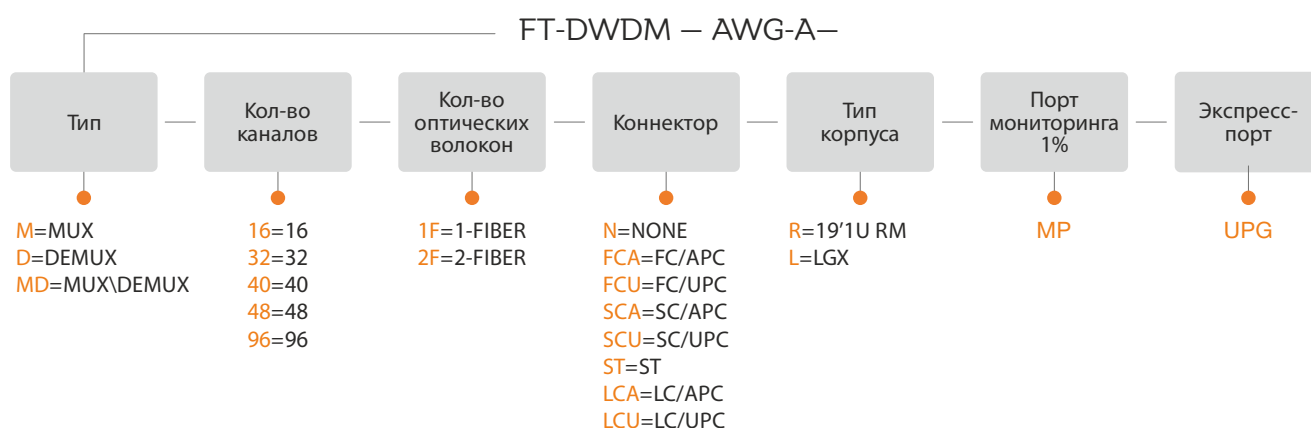 FT-DWDM — AWG-A—
Тип
Кол-во
каналов
Кол-во
оптических
волокон
Коннектор
Тип
корпуса
Порт
мониторинга
1%
Экспресс-
порт
M=MUX
D=DEMUX
MD=MUX\DEMUX
16=16
32=32
40=40
48=48
96=96
1F=1-FIBER
2F=2-FIBER
N=NONE
FCA=FC/APC
FCU=FC/UPC
SCA=SC/APC
SCU=SC/UPC
ST=ST
LCA=LC/APC
LCU=LC/UPC
R=19'1U RM
L=LGX
MP
UPG